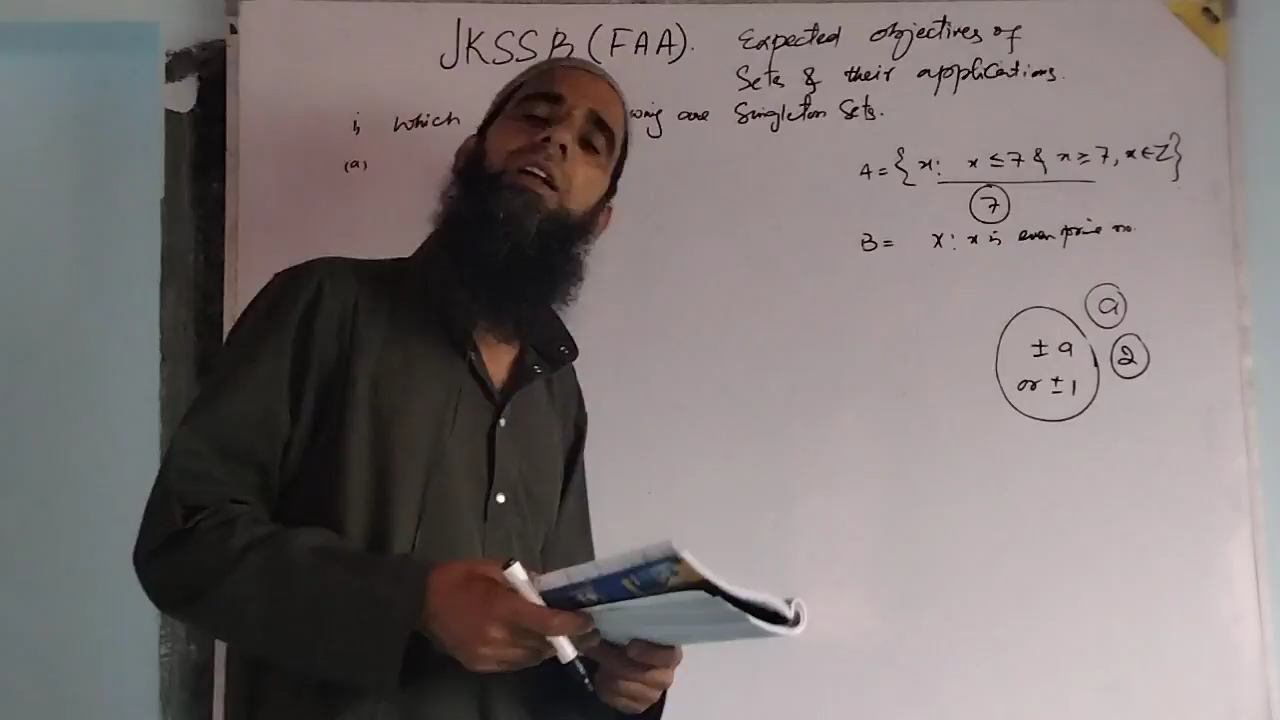 JKSSB (FAA). Expected objectives of
Sets & their applications.
i, which wing are Singleton Sets.
(a)
A = { x: x ≤ 7 & x ≥ 7, x ∈ Z }
7
B = x: x is even prime no.
a
± a
2
or ± 1